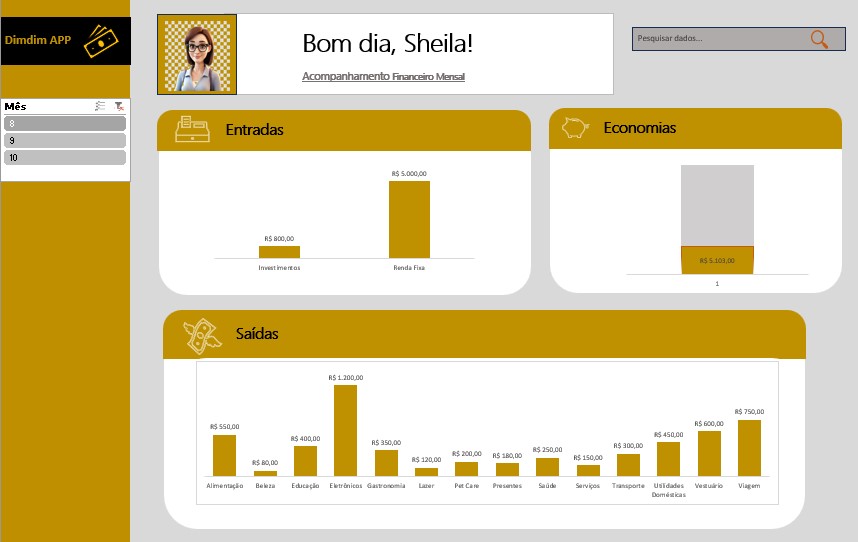 Dimdim APP
Bom dia, Sheila!
Acompanhamento Financeiro Mensal
Pesquisar dados...
Mês
8
9
10
Entradas
R$ 800,00
R$ 5.000,00
Investimentos
Renda Fixa
Economias
R$ 5.103,00
1
Saídas
R$ 550,00
R$ 80,00
R$ 400,00
R$ 1.200,00
R$ 350,00
R$ 120,00
R$ 200,00
R$ 180,00
R$ 250,00
R$ 150,00
R$ 300,00
R$ 450,00
R$ 600,00
R$ 750,00
Alimentação
Beleza
Educação
Eletrônicos
Gastronomia
Lazer
Pet Care
Presentes
Saúde
Serviços
Transporte
Utilidades
Domésticas
Vestuário
Viagem